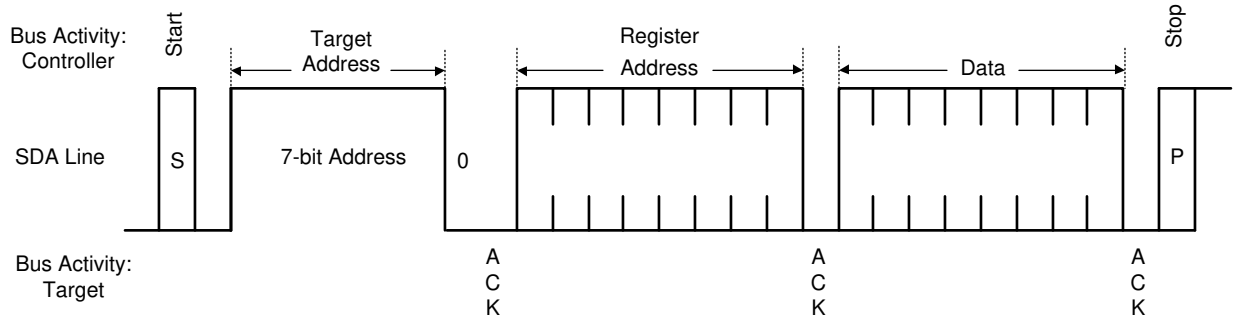 Bus Activity:
Controller
Start
Target
Address
Register
Address
Data
Stop
SDA Line
S
7-bit Address
0
P
Bus Activity:
Target
A
C
K
A
C
K
A
C
K